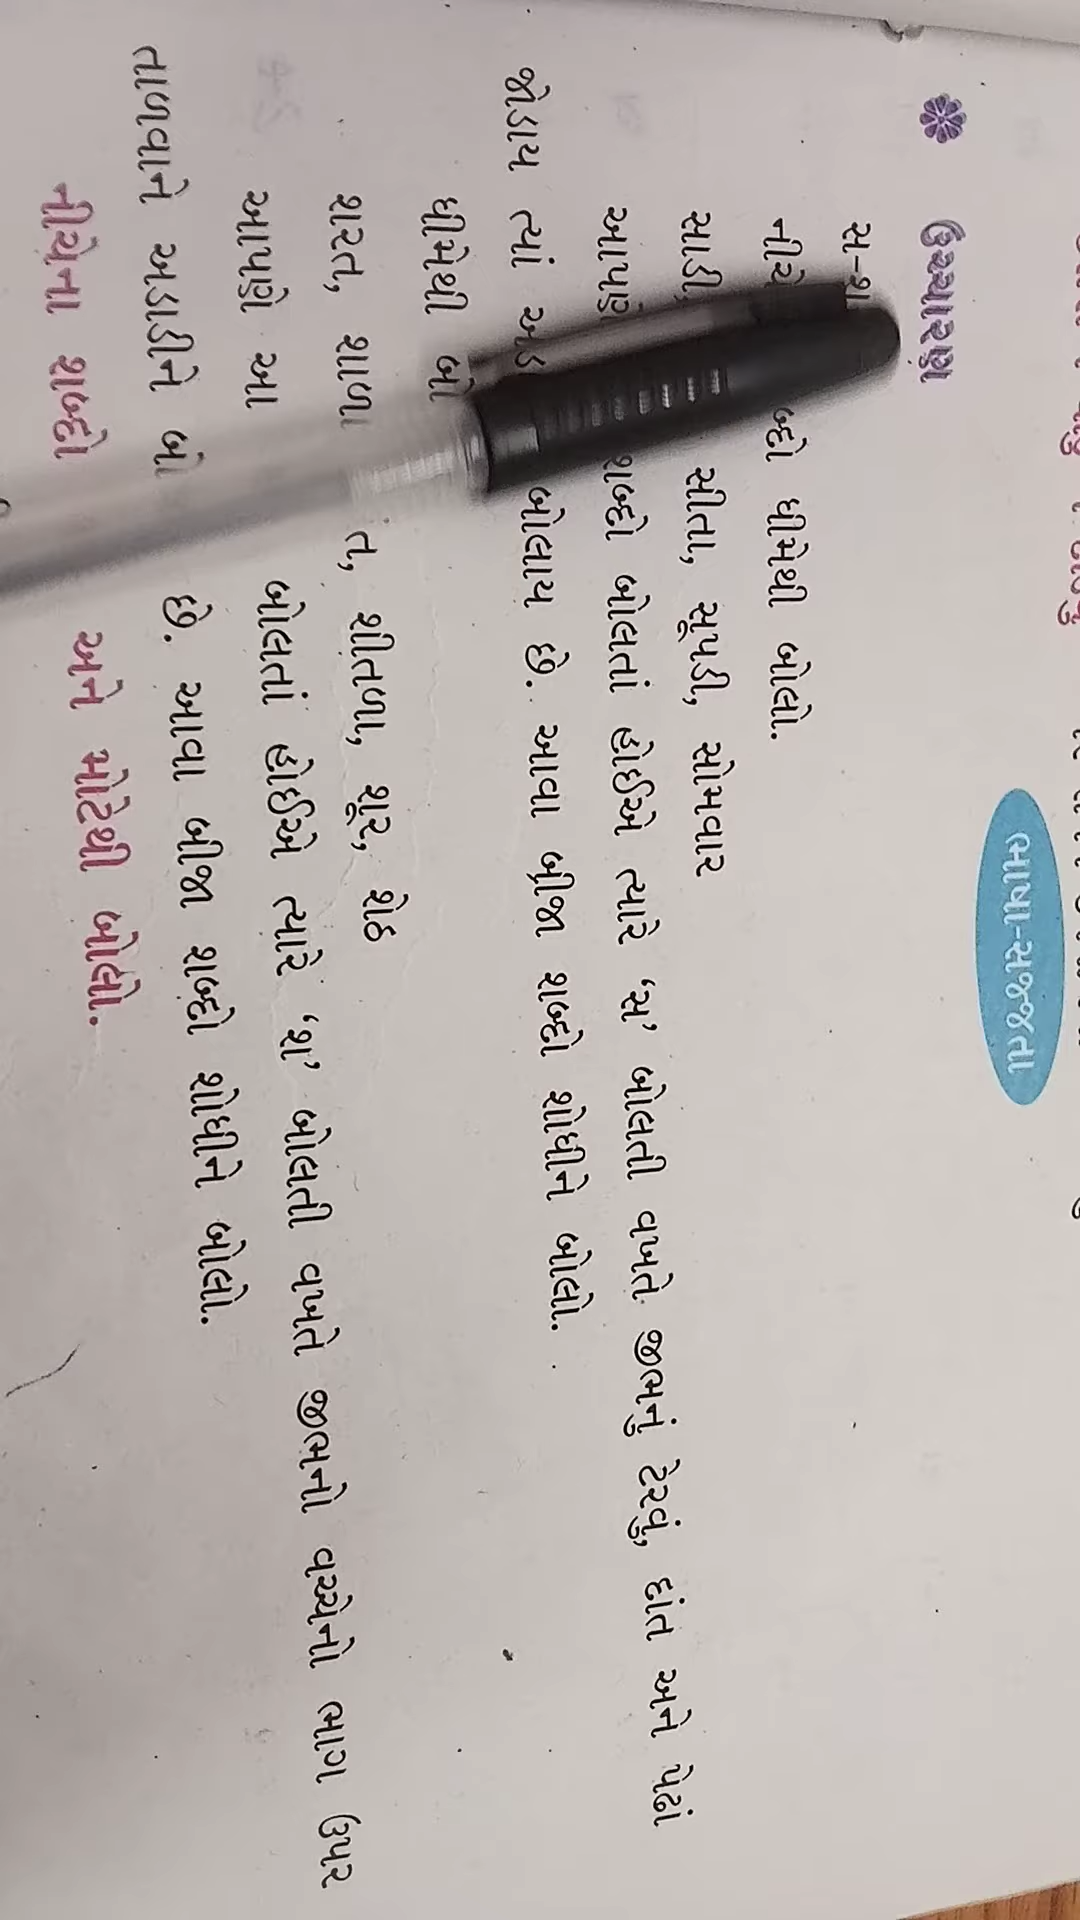 ભાષા-સજ્જતા
ઉચ્ચારણ
સ-શ
ધીમેથી બોલો.
સાડી, સીતા, સૂપડી, સોમવાર
શબ્દો બોલતાં હોઈએ ત્યારે ‘સ’ બોલતી વખતે જીભનું ટેરવું, દાંત અને પેઢાં
જોડાય ત્યાં બોલાય છે. આવા બીજા શબ્દો શોધીને બોલો.
ધીમેથી
શરત, શાળા શીતળા, શૂર, શેઠ
આપણે આ બોલતાં હોઈએ ત્યારે ‘શ’ બોલતી વખતે જીભનો વચ્ચેનો ભાગ ઉપર
તાળવાને અડાડીને છે. આવા બીજા શબ્દો શોધીને બોલો.
નીચેના શબ્દો અને મોટેથી બોલો.